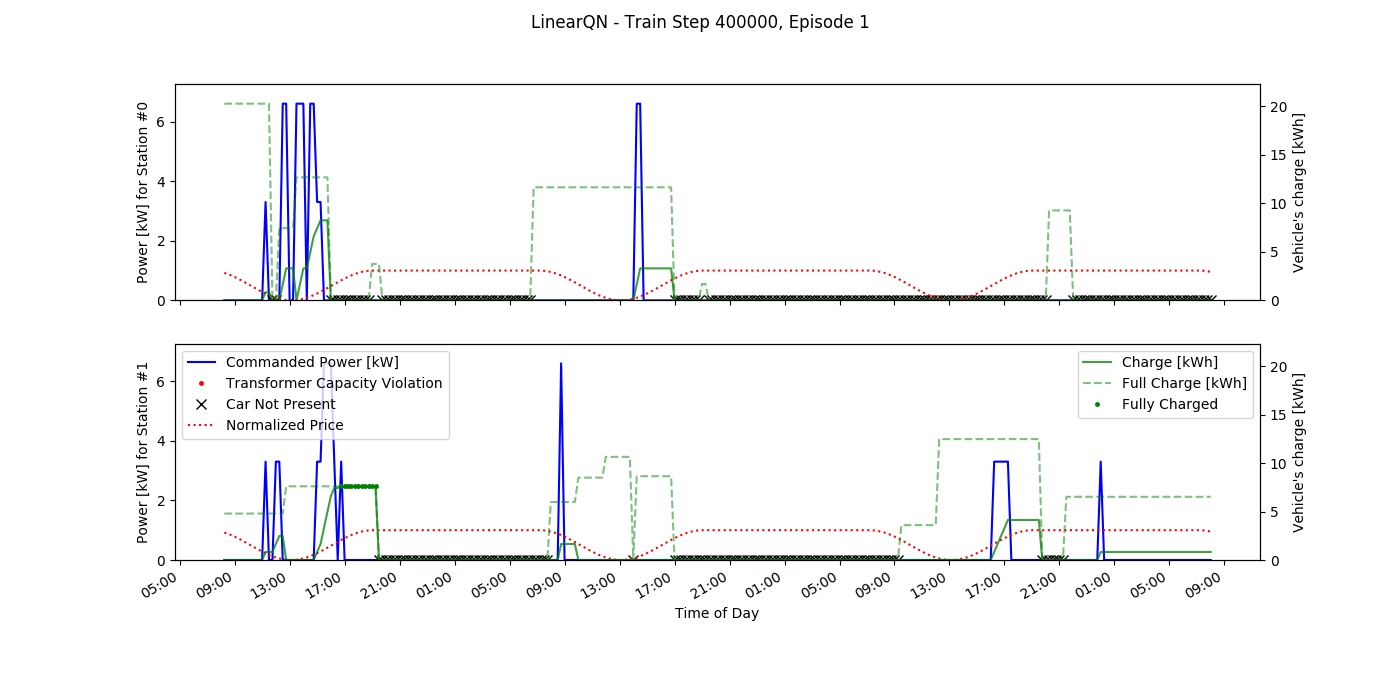 LinearQN - Train Step 400000, Episode 1
Power [kW] for Station #0
6
4
2
0
20
15
10
5
0
Vehicle's charge [kWh]
Power [kW] for Station #1
6
4
2
0
Commanded Power [kW]
Transformer Capacity Violation
Car Not Present
Normalized Price
Charge [kWh]
Full Charge [kWh]
Fully Charged
20
15
10
5
0
Vehicle's charge [kWh]
05:00 09:00 13:00 17:00 21:00 01:00 05:00 09:00 13:00 17:00 21:00 01:00 05:00 09:00 13:00 17:00 21:00 01:00 05:00 09:00
Time of Day